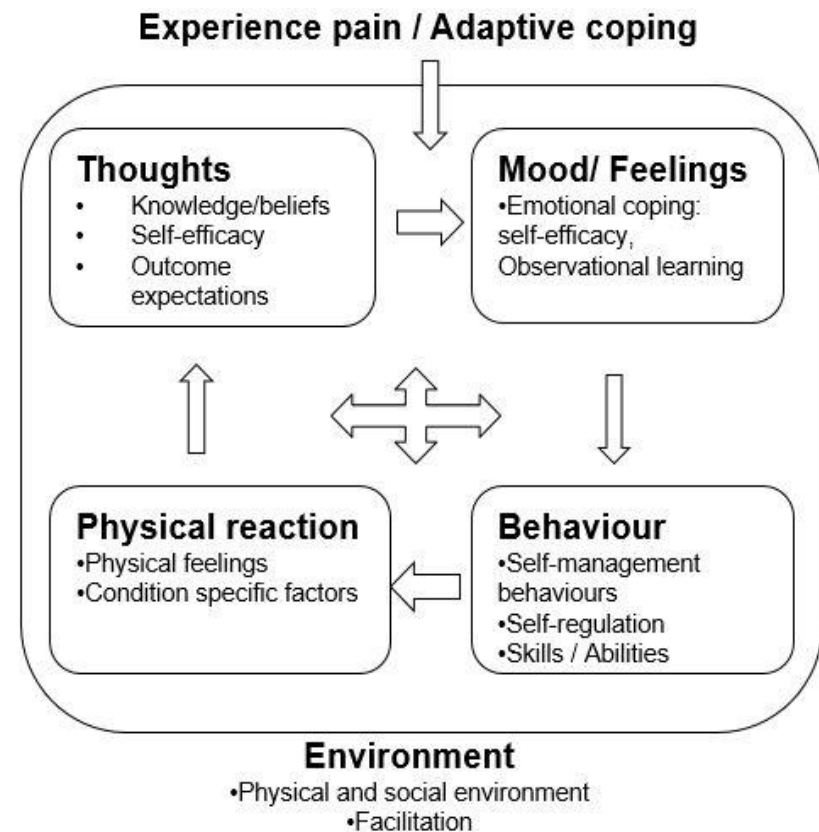 Experience pain / Adaptive coping
Thoughts
• Knowledge/beliefs
• Self-efficacy
• Outcome
expectations
Mood/ Feelings
•Emotional coping:
self-efficacy,
Observational learning
Physical reaction
•Physical feelings
•Condition specific factors
Behaviour
•Self-management
behaviours
•Self-regulation
•Skills / Abilities
Environment
•Physical and social environment
•Facilitation